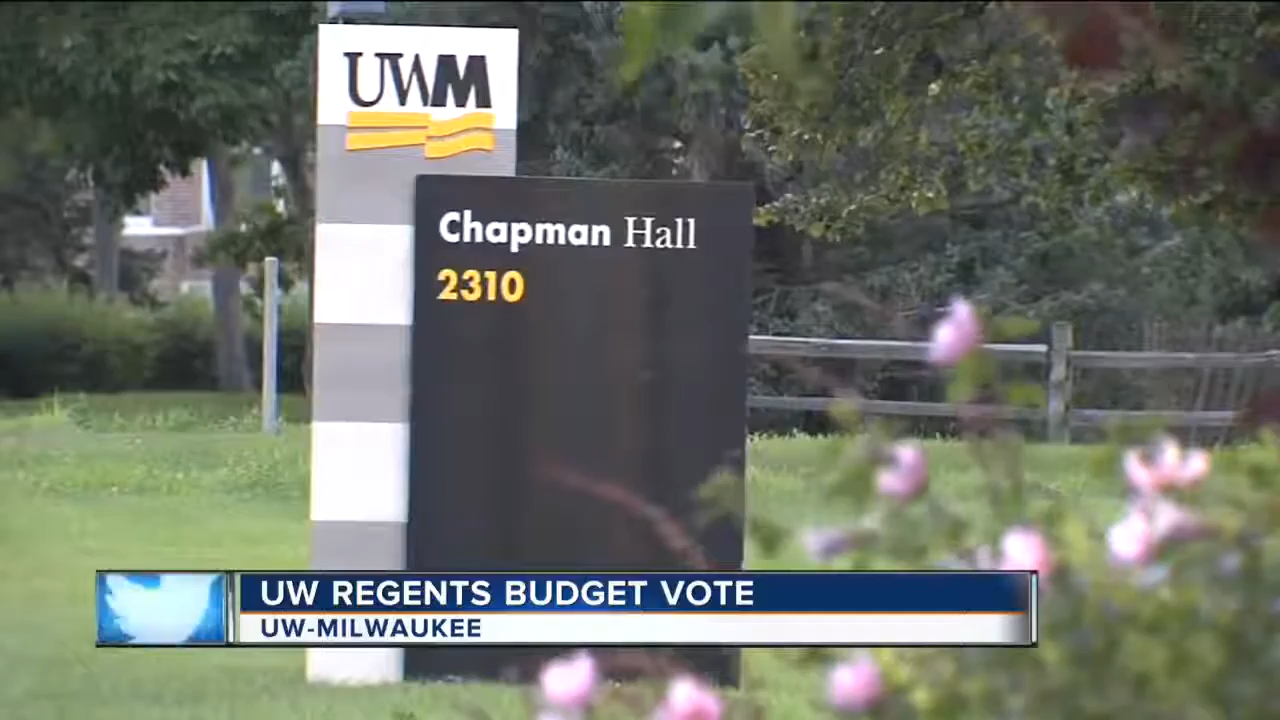 UWM
Chapman Hall
2310
UW REGENTS BUDGET VOTE
UW-MILWAUKEE